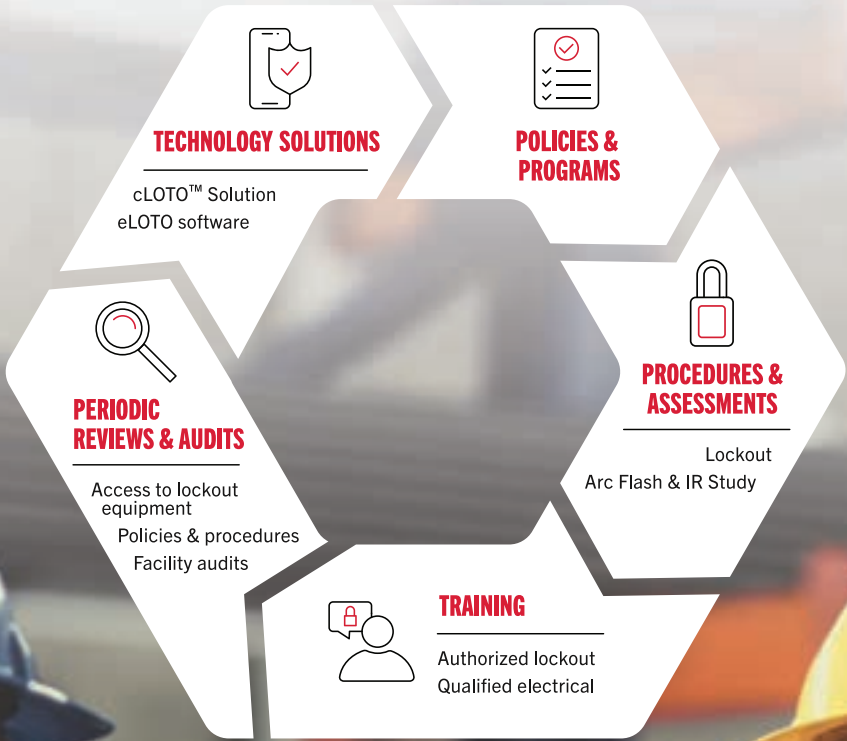 TECHNOLOGY SOLUTIONS
cLOTO™ Solution
eLOTO software
POLICIES &
PROGRAMS
PROCEDURES &
ASSESSMENTS
Lockout
Arc Flash & IR Study
TRAINING
Authorized lockout
Qualified electrical
PERIODIC
REVIEWS & AUDITS
Access to lockout
equipment
Policies & procedures
Facility audits